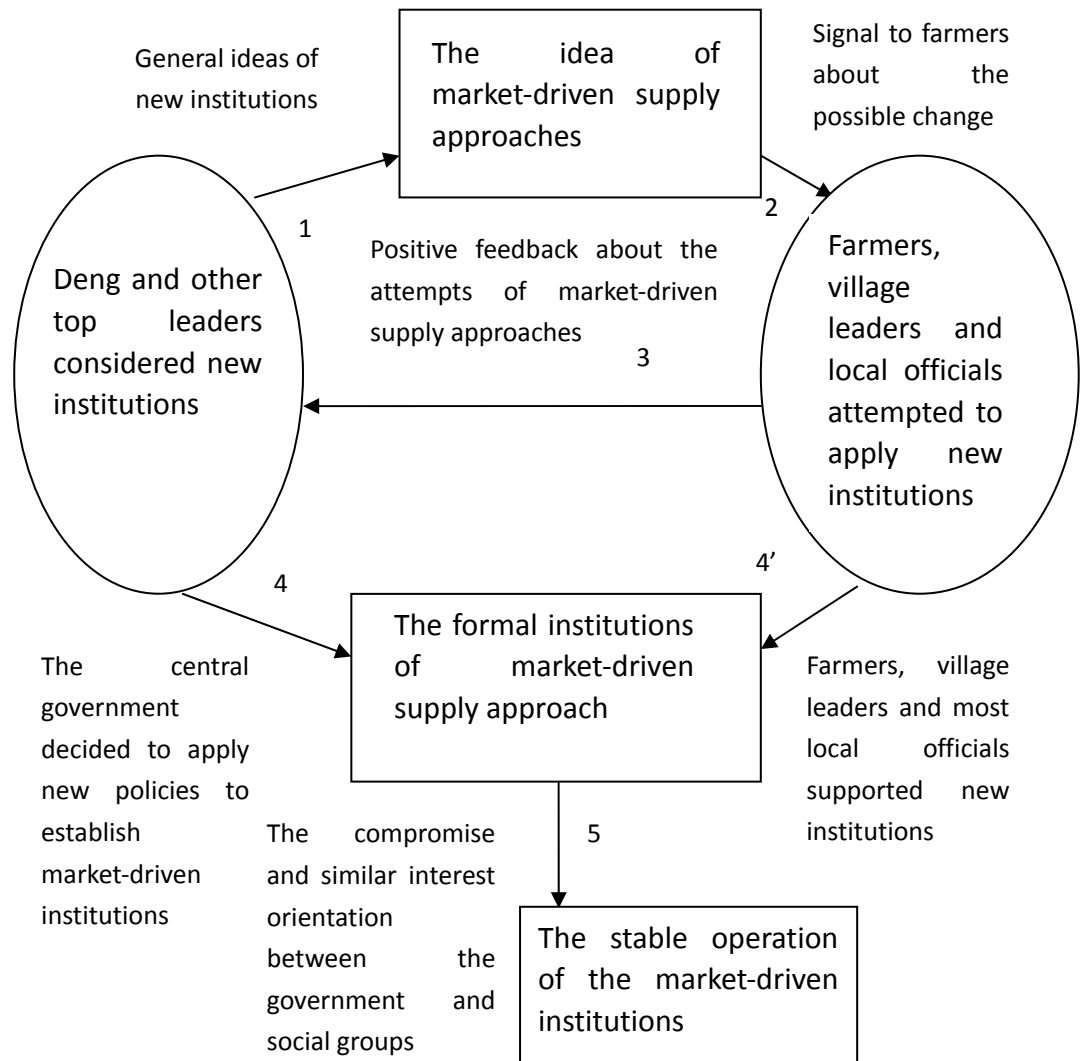 General ideas of
new institutions
The idea of
market-driven supply
approaches
Signal to farmers
about the
possible change
1
2
Deng and other
top leaders
considered new
institutions
Positive feedback about the
attempts of market-driven
supply approaches
3
Farmers,
village
leaders and
local officials
attempted to
apply new
institutions
4
4’
The formal institutions
of market-driven
supply approach
The central
government
decided to apply
new policies to
establish
market-driven
institutions
Farmers, village
leaders and most
local officials
supported new
institutions
The compromise
and similar interest
orientation
between the
government and
social groups
5
The stable operation
of the market-driven
institutions